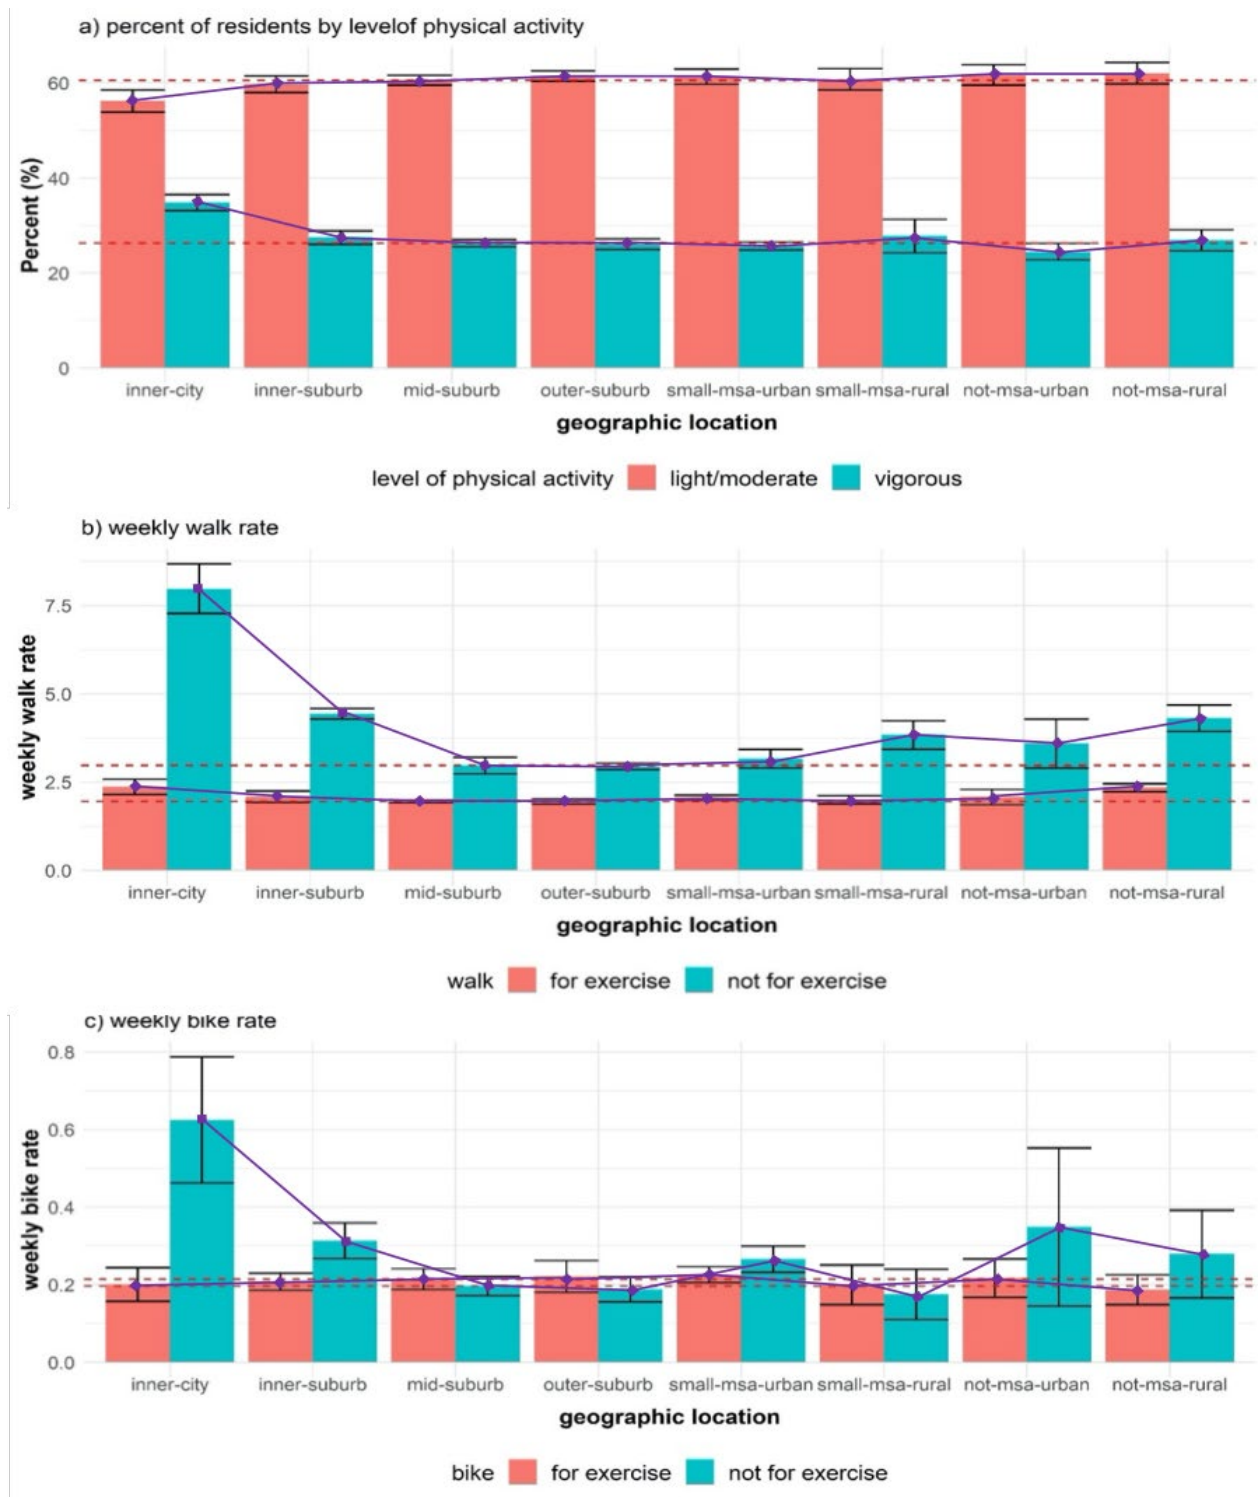 a) percent of residents by levelof physical activity
Percent (%)
60
40
20
0
inner-city inner-suburb mid-suburb outer-suburb small-msa-urban small-msa-rural not-msa-urban not-msa-rural
geographic location
level of physical activity light/moderate vigorous
b) weekly walk rate
weekly walk rate
7.5
5.0
2.5
0.0
inner-city inner-suburb mid-suburb outer-suburb small-msa-urban small-msa-rural not-msa-urban not-msa-rural
geographic location
walk for exercise not for exercise
c) weekly bike rate
weekly bike rate
0.8
0.6
0.4
0.2
0.0
inner-city inner-suburb mid-suburb outer-suburb small-msa-urban small-msa-rural not-msa-urban not-msa-rural
geographic location
bike for exercise not for exercise